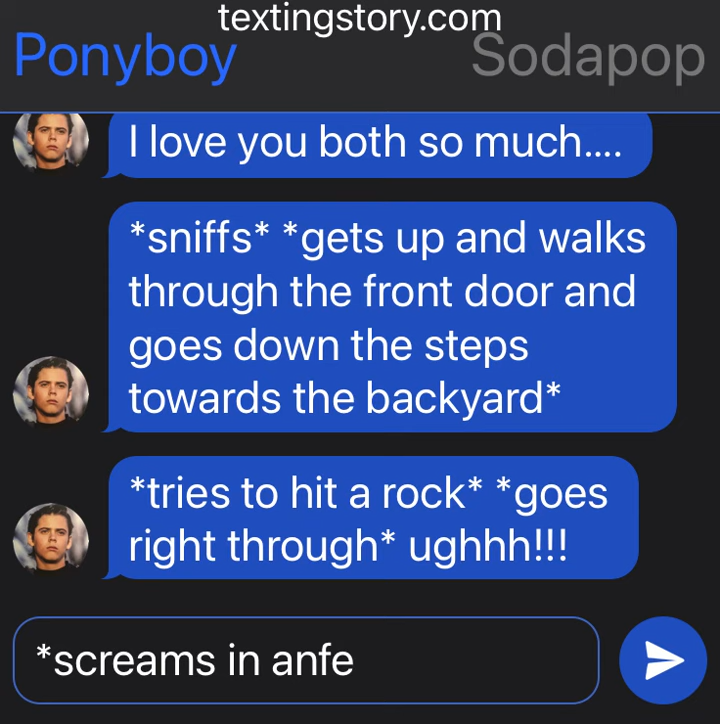 textingstory.com
Ponyboy
Sodapop
I love you both so much....
*sniffs* *gets up and walks
through the front door and
goes down the steps
towards the backyard*
*tries to hit a rock* *goes
right through* ughhh!!!
*screams in anfe